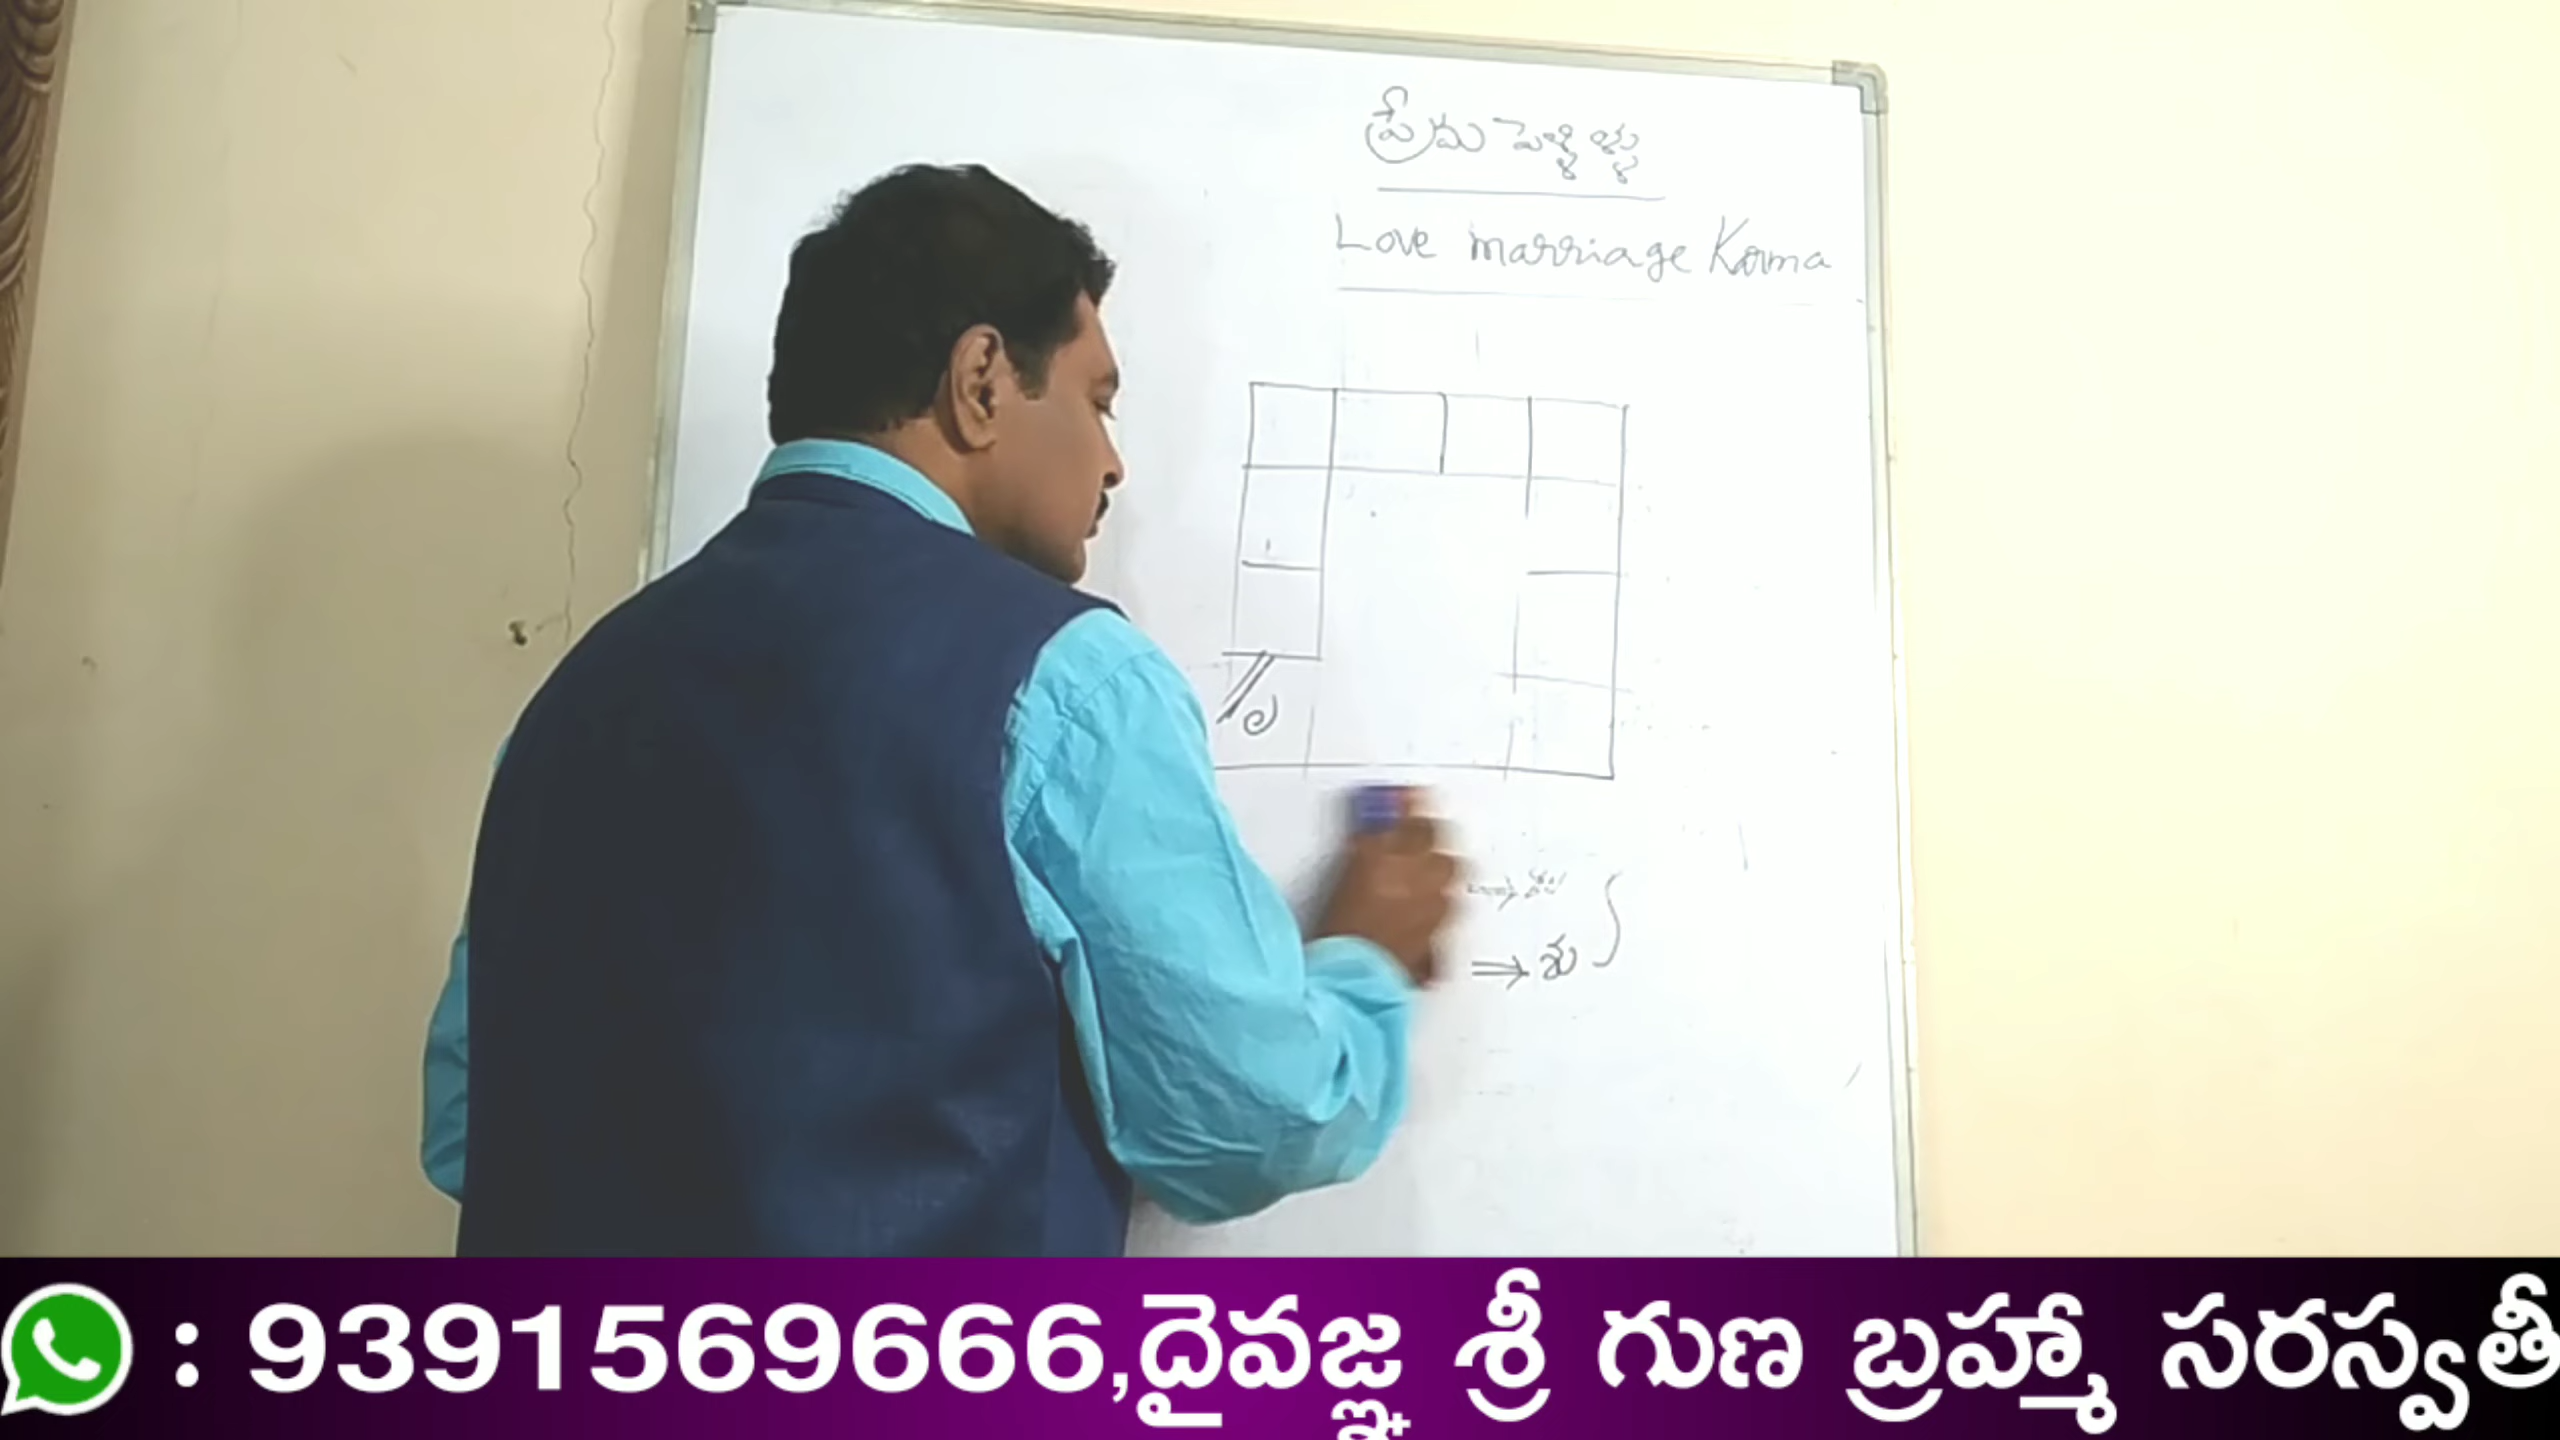 ప్రేమ పెళ్ళిళ్ళు
Love marriage Karma
ల
⇒ శు
: 9391569666,దైవజ్ఞ శ్రీ గుణ బ్రహ్మా సరస్వతీ